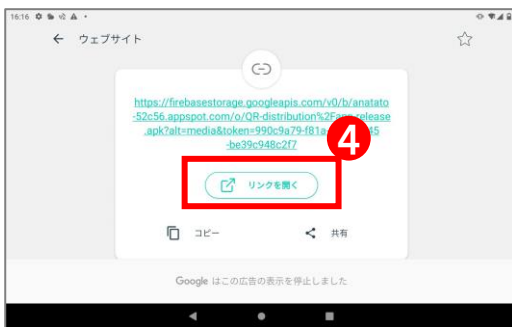 16:16
ウェブサイト
https://firebasestorage.googleapis.com/v0/b/anatato
-52c56.appspot.com/o/QR-distribution%2Fapp-release
.apk?alt=media&token=990c9a79-f81a
-be39c948c2f7
4
リンクを開く
コピー
共有
Google はこの広告の表示を停止しました